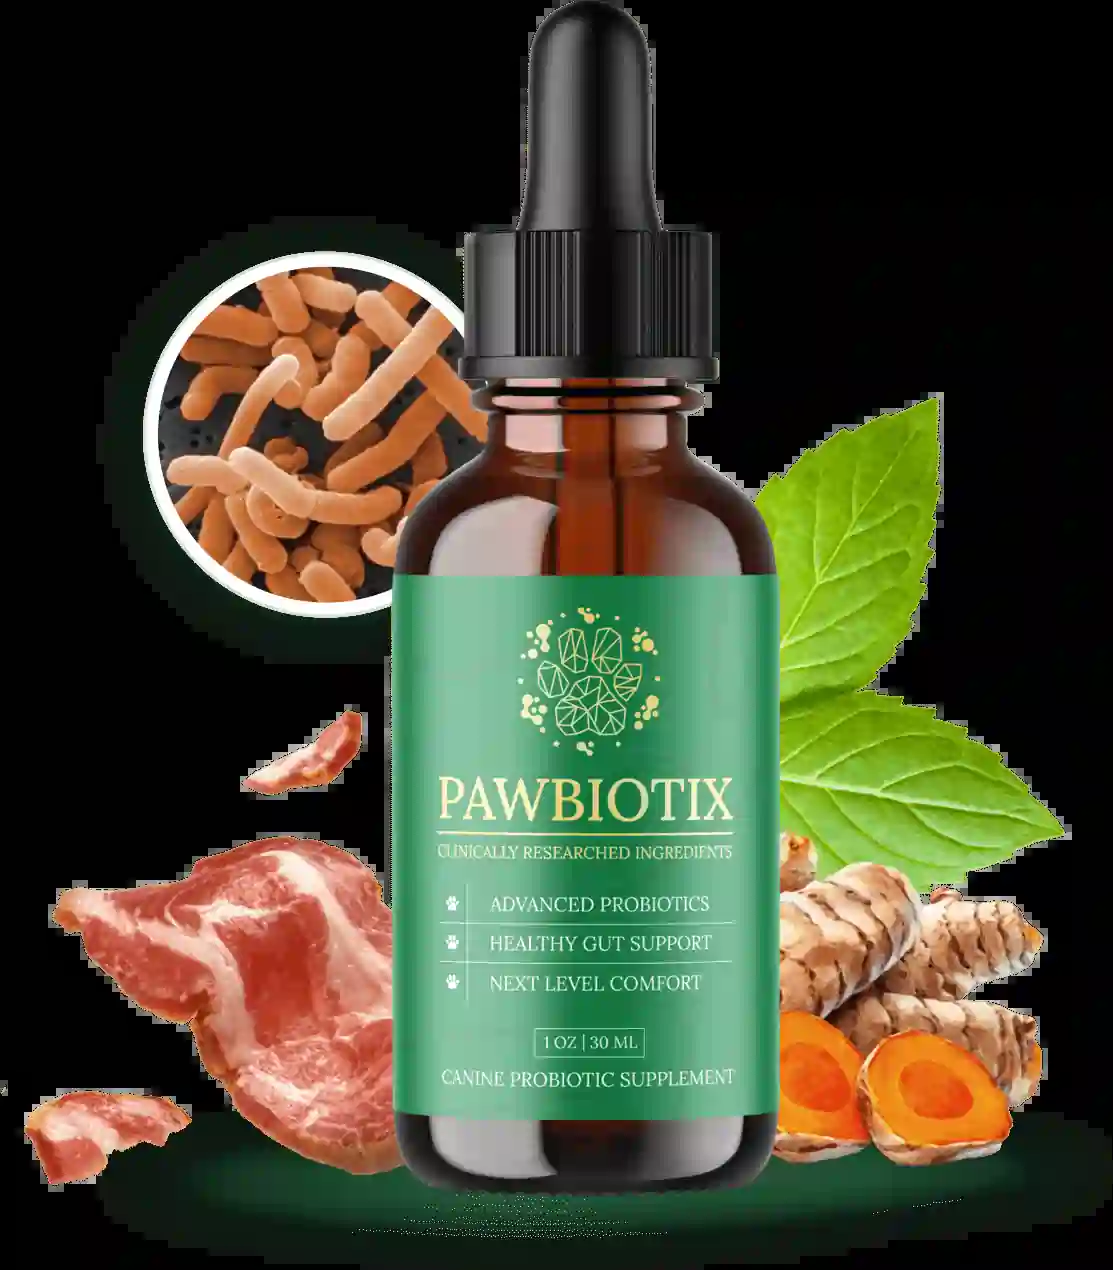 PAWBIOTIX
CLINICALLY RESEARCHED INGREDIENTS
ADVANCED PROBIOTICS
HEALTHY GUT SUPPORT
NEXT LEVEL COMFORT
1 OZ | 30 ML
CANINE PROBIOTIC SUPPLEMENT